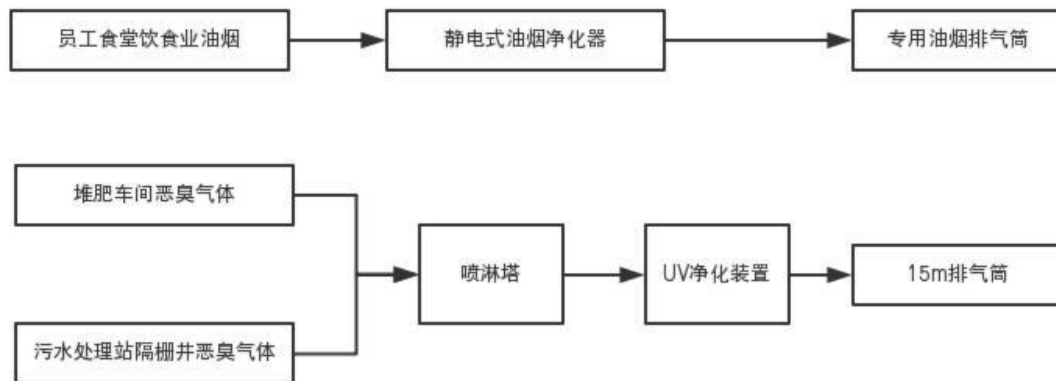 员工食堂饮食业油烟
静电式油烟净化器
专用油烟排气筒
堆肥车间恶臭气体
喷淋塔
UV净化装置
15m排气筒
污水处理站隔栅井恶臭气体